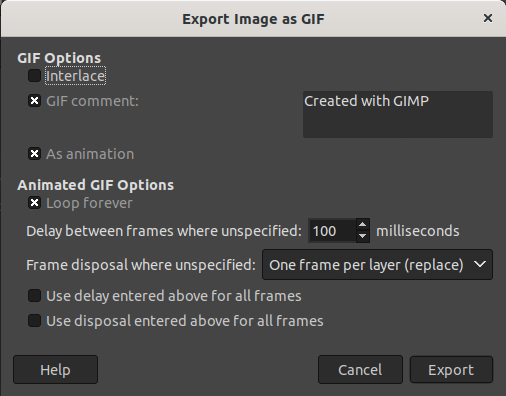 Export Image as GIF
GIF Options
Interlace
GIF comment: Created with GIMP
As animation
Animated GIF Options
Loop forever
Delay between frames where unspecified: 100 milliseconds
Frame disposal where unspecified: One frame per layer (replace)
Use delay entered above for all frames
Use disposal entered above for all frames
Help Cancel Export